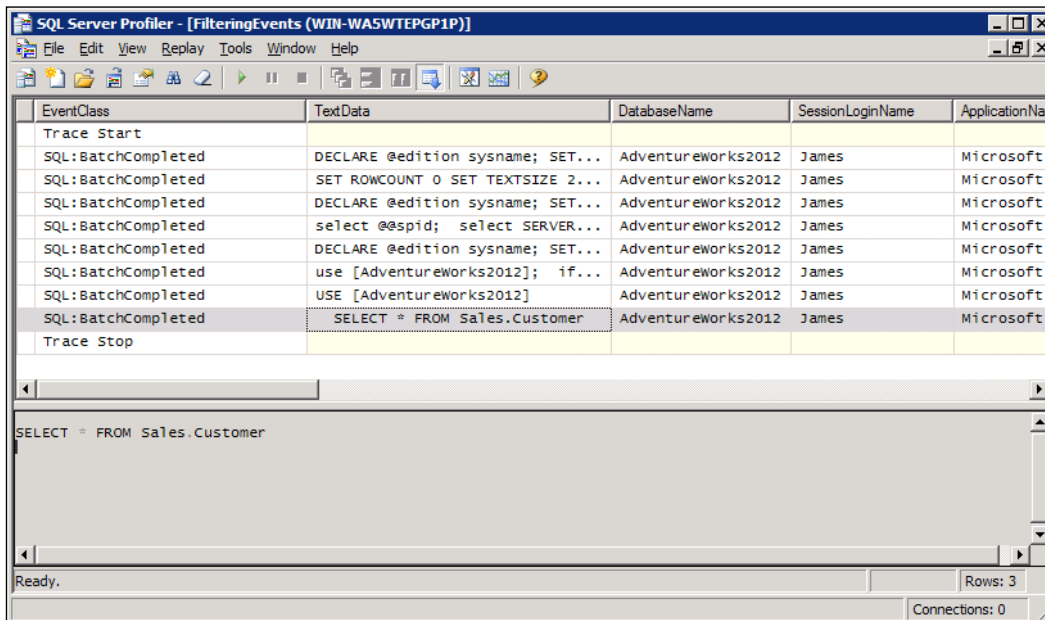 SQL Server Profiler - [FilteringEvents (WIN-WA5WTEPGP1P)]
File Edit View Replay Tools Window Help
EventClass TextData DatabaseName SessionLoginName ApplicationNa
Trace Start
SQL:BatchCompleted DECLARE @edition sysname; SET... AdventureWorks2012 James Microsoft
SQL:BatchCompleted SET ROWCOUNT 0 SET TEXTSIZE 2... AdventureWorks2012 James Microsoft
SQL:BatchCompleted DECLARE @edition sysname; SET... AdventureWorks2012 James Microsoft
SQL:BatchCompleted select @@spid; select SERVER... AdventureWorks2012 James Microsoft
SQL:BatchCompleted DECLARE @edition sysname; SET... AdventureWorks2012 James Microsoft
SQL:BatchCompleted use [AdventureWorks2012]; if... AdventureWorks2012 James Microsoft
SQL:BatchCompleted USE [AdventureWorks2012] AdventureWorks2012 James Microsoft
SQL:BatchCompleted SELECT * FROM Sales.Customer AdventureWorks2012 James Microsoft
Trace Stop
SELECT * FROM Sales.Customer
Ready. Rows: 3
Connections: 0